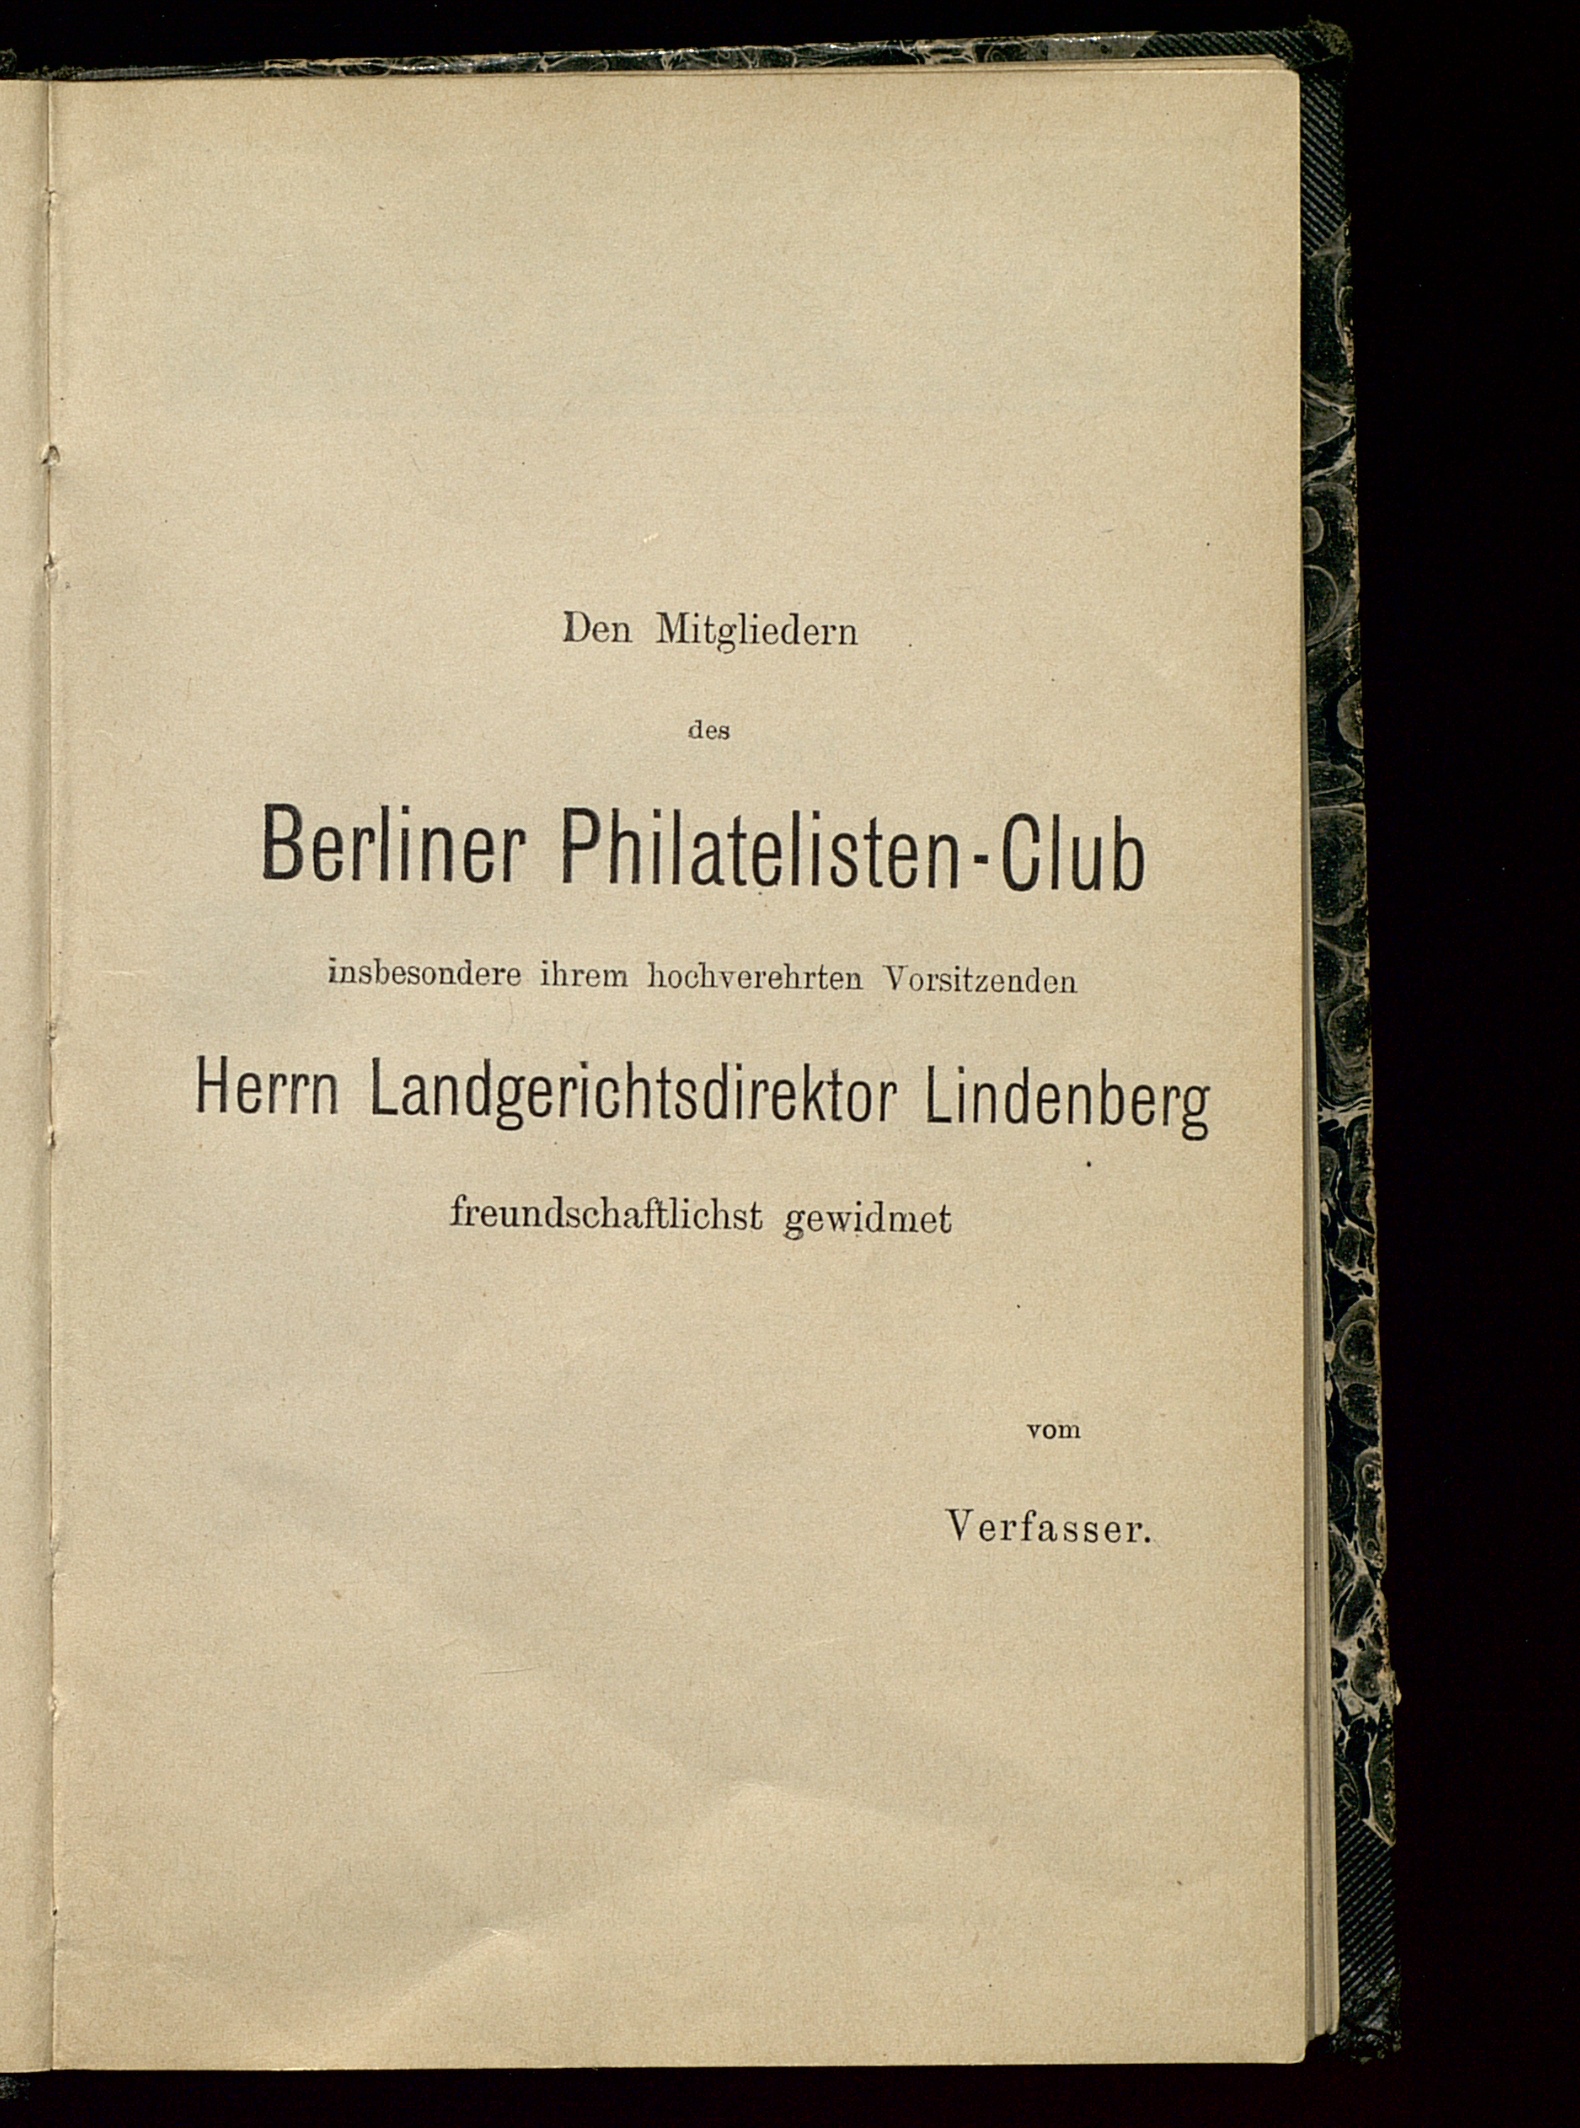 Den Mitgliedern
des
Berliner Philatelisten-Club
insbesondere ihrem hochverehrten Vorsitzenden
Herrn Landgerichtsdirektor Lindenberg
freundschaftlichst gewidmet
vom
Verfasser.